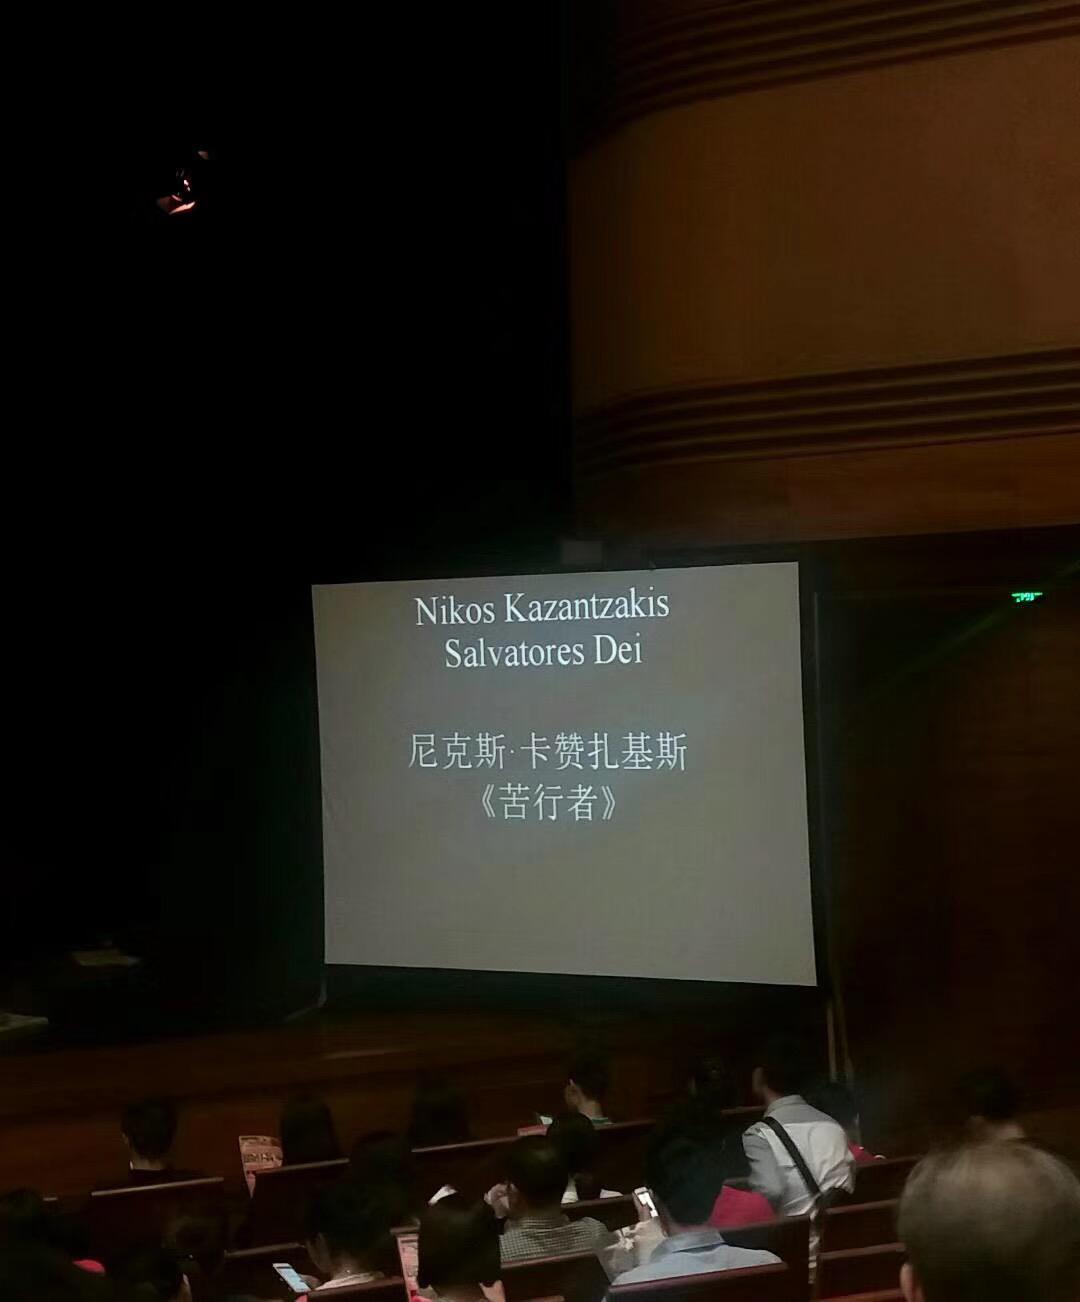 Nikos Kazantzakis
Salvatores Dei
尼克斯·卡赞扎基斯
《苦行者》